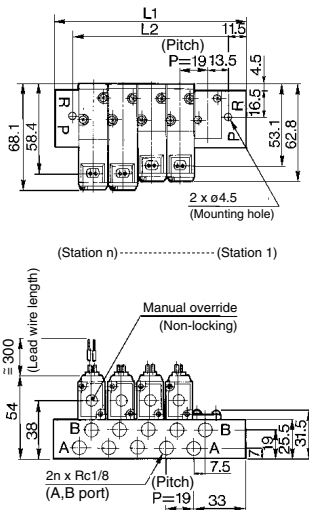 L1
L2
11.5
(Pitch)
P=19
13.5
4.5
R
P
R
P
16.5
68.1
58.4
53.1
62.8
2 x ø4.5
(Mounting hole)
(Station n)
(Station 1)
(Lead wire length)
≅ 300
Manual override
(Non-locking)
54
38
B
B
A
A
7.5
7
19
25.5
31.5
2n x Rc1/8
(A,B port)
(Pitch)
P=19
33